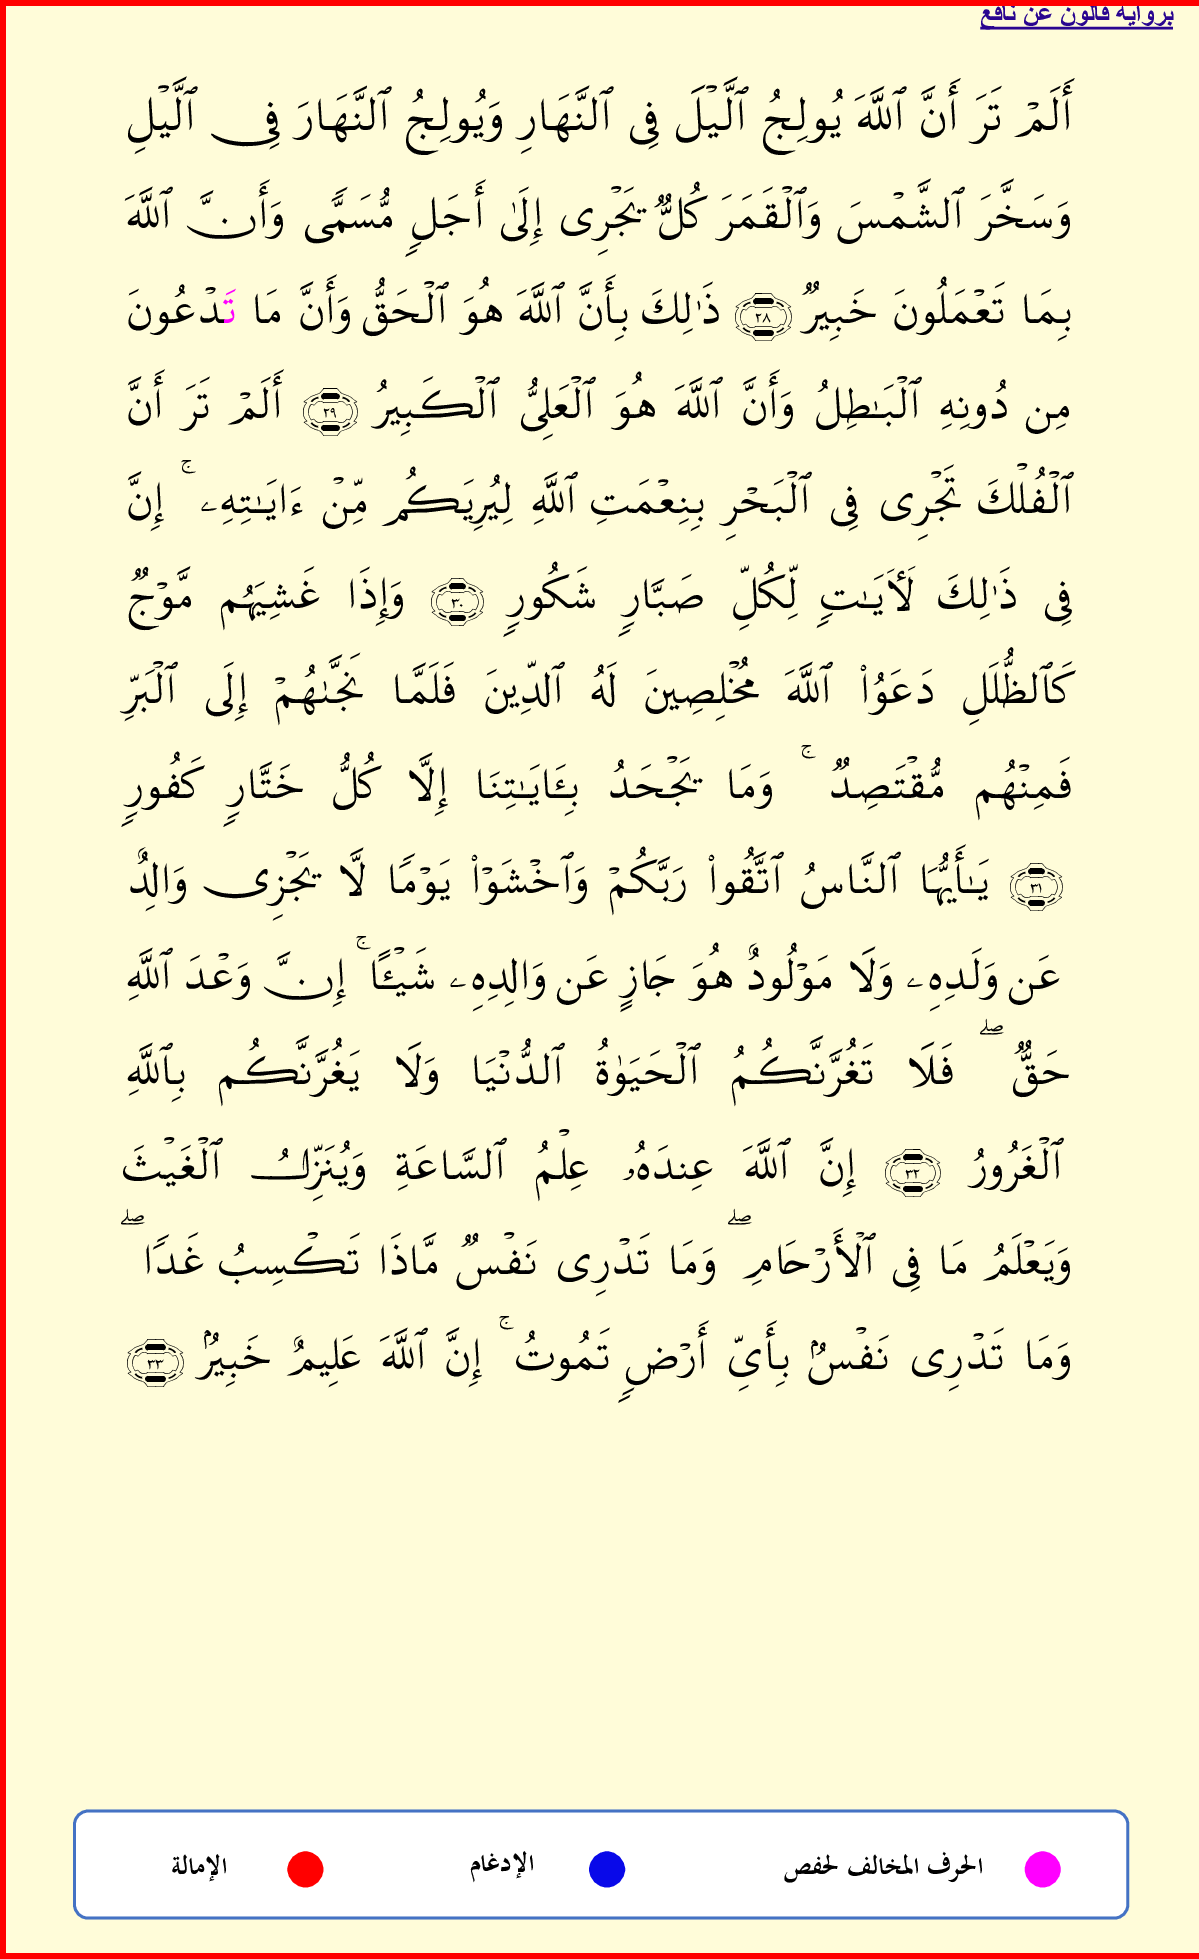 برواية قالون عن نافع
أَلَمۡ تَرَ أَنَّ ٱللَّهَ يُولِجُ ٱلَّيۡلَ فِى ٱلنَّهَارِ وَيُولِجُ ٱلنَّهَارَ فِى ٱلَّيۡلِ
وَسَخَّرَ ٱلشَّمۡسَ وَٱلۡقَمَرَ كُلࣱّ يَجۡرِى إِلَىٰ أَجَلࣲ مُّسَمࣰّى وَأَنَّ ٱللَّهَ
بِمَا تَعۡمَلُونَ خَبِيرࣱ ٢٨ ذَٰلِكَ بِأَنَّ ٱللَّهَ هُوَ ٱلۡحَقُّ وَأَنَّ مَا تَدۡعُونَ
مِن دُونِهِ ٱلۡبَٰطِلُ وَأَنَّ ٱللَّهَ هُوَ ٱلۡعَلِىُّ ٱلۡكَبِيرُ ٢٩ أَلَمۡ تَرَ أَنَّ
ٱلۡفُلۡكَ تَجۡرِى فِى ٱلۡبَحۡرِ بِنِعۡمَتِ ٱللَّهِ لِيُرِيَكُم مِّنۡ ءَايَٰتِهِۦۚ إِنَّ
فِى ذَٰلِكَ لَأٓيَٰتࣲ لِّكُلِّ صَبَّارࣲ شَكُورࣲ ٣٠ وَإِذَا غَشِيَهُم مَّوۡجࣱ
كَٱلظُّلَلِ دَعَوُاْ ٱللَّهَ مُخۡلِصِينَ لَهُ ٱلدِّينَ فَلَمَّا نَجَّىٰهُمۡ إِلَى ٱلۡبَرِّ
فَمِنۡهُم مُّقۡتَصِدࣱۚ وَمَا يَجۡحَدُ بِـَٔايَٰتِنَا إِلَّا كُلُّ خَتَّارࣲ كَفُورࣲ
٣١ يَٰأَيُّهَا ٱلنَّاسُ ٱتَّقُواْ رَبَّكُمۡ وَٱخۡشَوۡاْ يَوۡمࣰا لَّا يَجۡزِى وَالِدٌ
عَن وَلَدِهِۦ وَلَا مَوۡلُودٌ هُوَ جَازٍ عَن وَالِدِهِۦ شَيۡـًٔاۚ إِنَّ وَعۡدَ ٱللَّهِ
حَقࣱّۖ فَلَا تَغُرَّنَّكُمُ ٱلۡحَيَوٰةُ ٱلدُّنۡيَا وَلَا يَغُرَّنَّكُم بِٱللَّهِ
ٱلۡغَرُورُ ٣٢ إِنَّ ٱللَّهَ عِندَهُۥ عِلۡمُ ٱلسَّاعَةِ وَيُنَزِّلُ ٱلۡغَيۡثَ
وَيَعۡلَمُ مَا فِى ٱلۡأَرۡحَامِۖ وَمَا تَدۡرِى نَفۡسࣱ مَّاذَا تَكۡسِبُ غَدࣰاۖ
وَمَا تَدۡرِى نَفۡسُۢ بِأَىِّ أَرۡضࣲ تَمُوتُۚ إِنَّ ٱللَّهَ عَلِيمٌ خَبِيرُۢ ٣٣
الحرف المخالف لحفص الإدغام الإمالة